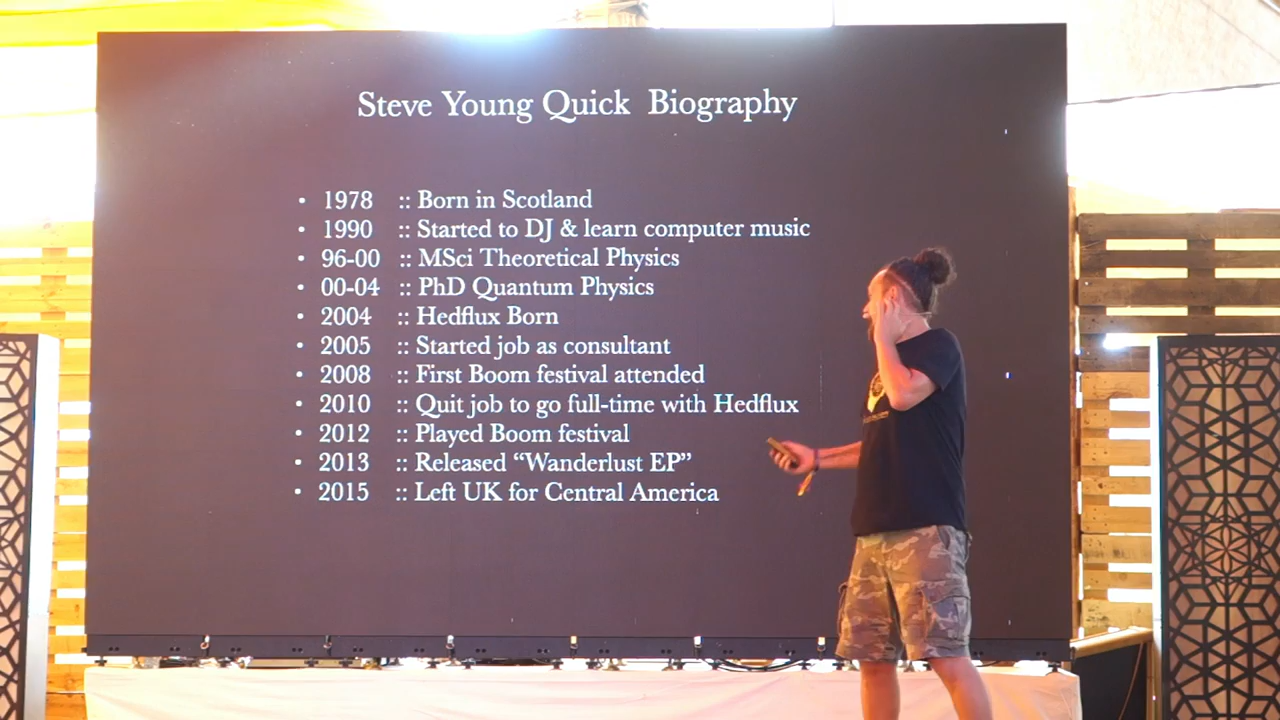 Steve Young Quick Biography
• 1978 :: Born in Scotland
• 1990 :: Started to DJ & learn computer music
• 96-00 :: MSci Theoretical Physics
• 00-04 :: PhD Quantum Physics
• 2004 :: Hedflux Born
• 2005 :: Started job as consultant
• 2008 :: First Boom festival attended
• 2010 :: Quit job to go full-time with Hedflux
• 2012 :: Played Boom festival
• 2013 :: Released “Wanderlust EP”
• 2015 :: Left UK for Central America